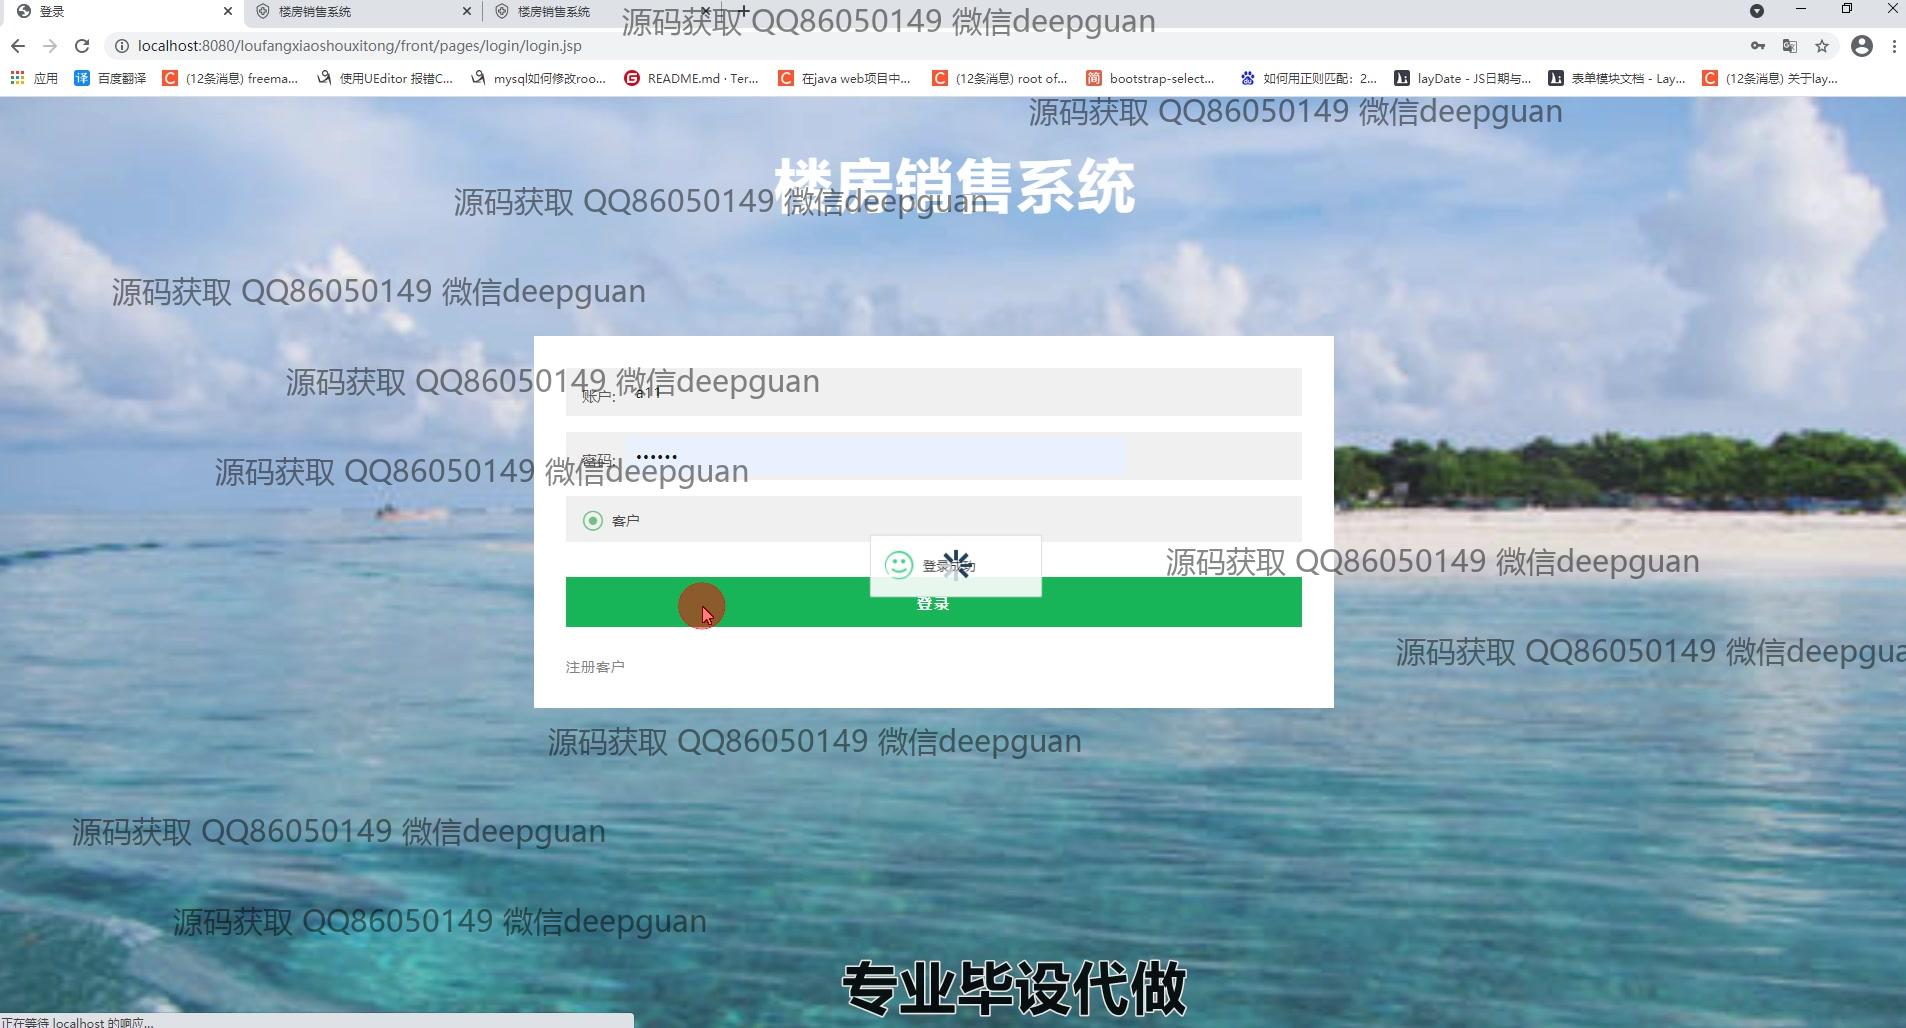 登录
楼房销售系统
楼房销售系统
源码获取 QQ86050149 微信deepguan
localhost:8080/loufangxiaoshouxitong/front/pages/login/login.jsp
应用
百度翻译
(12条消息) freema...
使用UEditor 报错C...
mysql如何修改roo...
README.md · Ter...
在java web项目中...
(12条消息) root of...
bootstrap-select...
如何用正则匹配：2...
layDate - JS日期与...
表单模块文档 - Lay...
(12条消息) 关于lay...
源码获取 QQ86050149 微信deepguan
楼房销售系统
源码获取 QQ86050149 微信deepguan
源码获取 QQ86050149 微信deepguan
源码获取 QQ86050149 微信deepguan
账户: a11
源码获取 QQ86050149 微信deepguan
密码: ••••••
客户
登录成功
源码获取 QQ86050149 微信deepguan
登录
源码获取 QQ86050149 微信deepgua
注册客户
源码获取 QQ86050149 微信deepguan
源码获取 QQ86050149 微信deepguan
源码获取 QQ86050149 微信deepguan
专业毕设代做
正在等待 localhost 的响应...